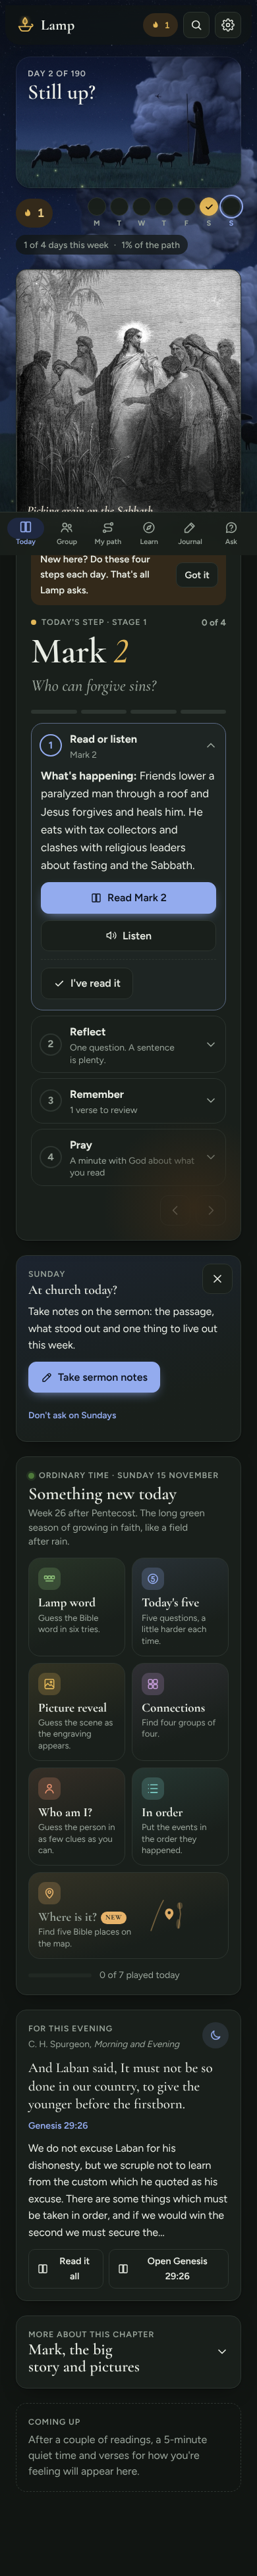 Lamp
1
DAY 2 OF 190
Still up?
1
M T W T F S S
1 of 4 days this week · 1% of the path
Picking grain on the Sabbath
Today
Group
My path
Learn
Journal
Ask
New here? Do these four
steps each day. That's all
Lamp asks.
Got it
TODAY'S STEP · STAGE 1
0 of 4
Mark 2
Who can forgive sins?
1
Read or listen
Mark 2
What's happening: Friends lower a
paralyzed man through a roof and
Jesus forgives and heals him. He
eats with tax collectors and
clashes with religious leaders
about fasting and the Sabbath.
Read Mark 2
Listen
I've read it
2
Reflect
One question. A sentence
is plenty.
3
Remember
1 verse to review
4
Pray
A minute with God about what
you read
SUNDAY
At church today?
Take notes on the sermon: the passage,
what stood out and one thing to live out
this week.
Take sermon notes
Don't ask on Sundays
ORDINARY TIME · SUNDAY 15 NOVEMBER
Something new today
Week 26 after Pentecost. The long green
season of growing in faith, like a field
after rain.
Lamp word
Guess the Bible
word in six tries.
Today's five
Five questions, a
little harder each
time.
Picture reveal
Guess the scene as
the engraving
appears.
Connections
Find four groups of
four.
Who am I?
Guess the person in
as few clues as you
can.
In order
Put the events in
the order they
happened.
Where is it? NEW
Find five Bible places on
the map.
0 of 7 played today
FOR THIS EVENING
C. H. Spurgeon, Morning and Evening
And Laban said, It must not be so
done in our country, to give the
younger before the firstborn.
Genesis 29:26
We do not excuse Laban for his
dishonesty, but we scruple not to learn
from the custom which he quoted as his
excuse. There are some things which must
be taken in order, and if we would win the
second we must secure the…
Read it
all
Open Genesis
29:26
MORE ABOUT THIS CHAPTER
Mark, the big
story and pictures
COMING UP
After a couple of readings, a 5-minute
quiet time and verses for how you're
feeling will appear here.